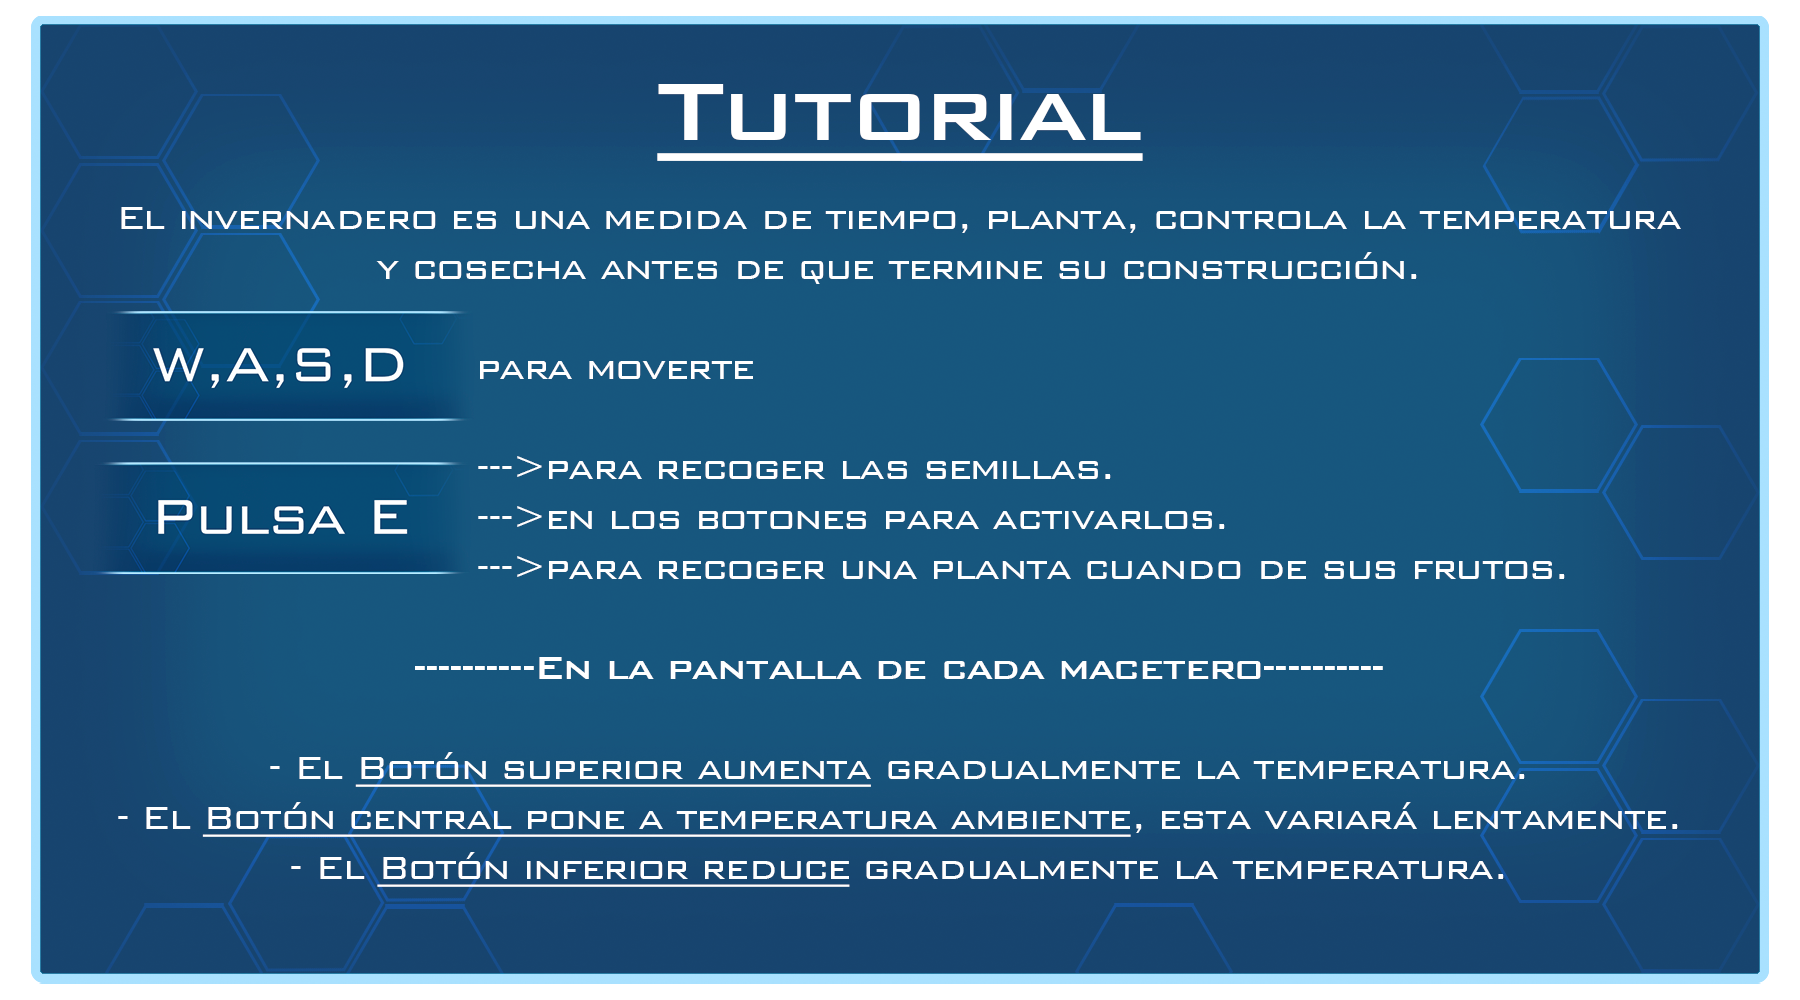 Tutorial
El invernadero es una medida de tiempo, planta, controla la temperatura
y cosecha antes de que termine su construcción.
W,A,S,D para moverte
--->para recoger las semillas.
Pulsa E --->en los botones para activarlos.
--->para recoger una planta cuando de sus frutos.
----------En la pantalla de cada macetero----------
- El Botón superior aumenta gradualmente la temperatura.
- El Botón central pone a temperatura ambiente, esta variará lentamente.
- El Botón inferior reduce gradualmente la temperatura.